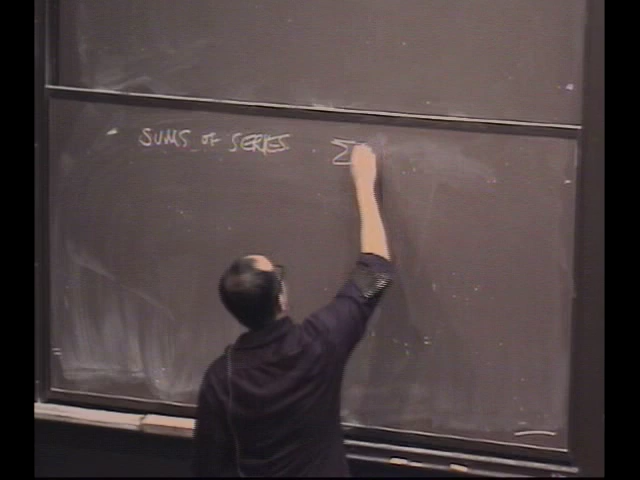 • SUMS OF SERIES Σ